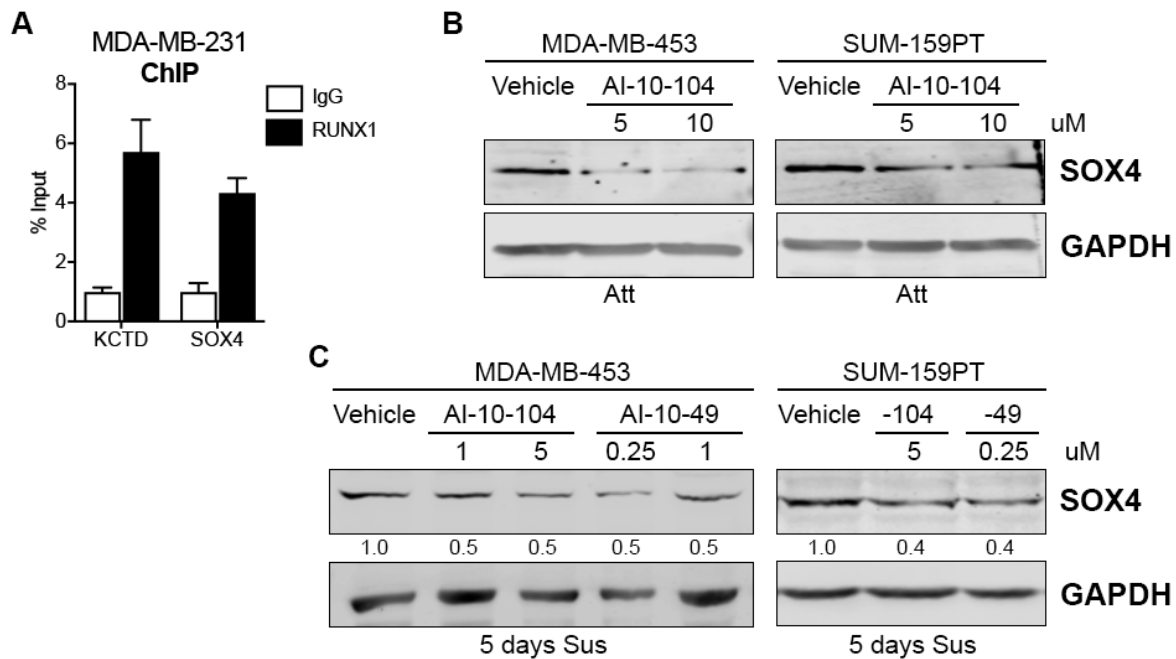 A
MDA-MB-231
ChIP
IgG
RUNX1
% Input
8
6
4
2
0
KCTD SOX4
B
MDA-MB-453 SUM-159PT
Vehicle AI-10-104 Vehicle AI-10-104
5 10 5 10 uM
SOX4
GAPDH
Att Att
C
MDA-MB-453 SUM-159PT
Vehicle AI-10-104 AI-10-49 Vehicle -104 -49
1 5 0.25 1 5 0.25 uM
SOX4
1.0 0.5 0.5 0.5 0.5 1.0 0.4 0.4
GAPDH
5 days Sus 5 days Sus